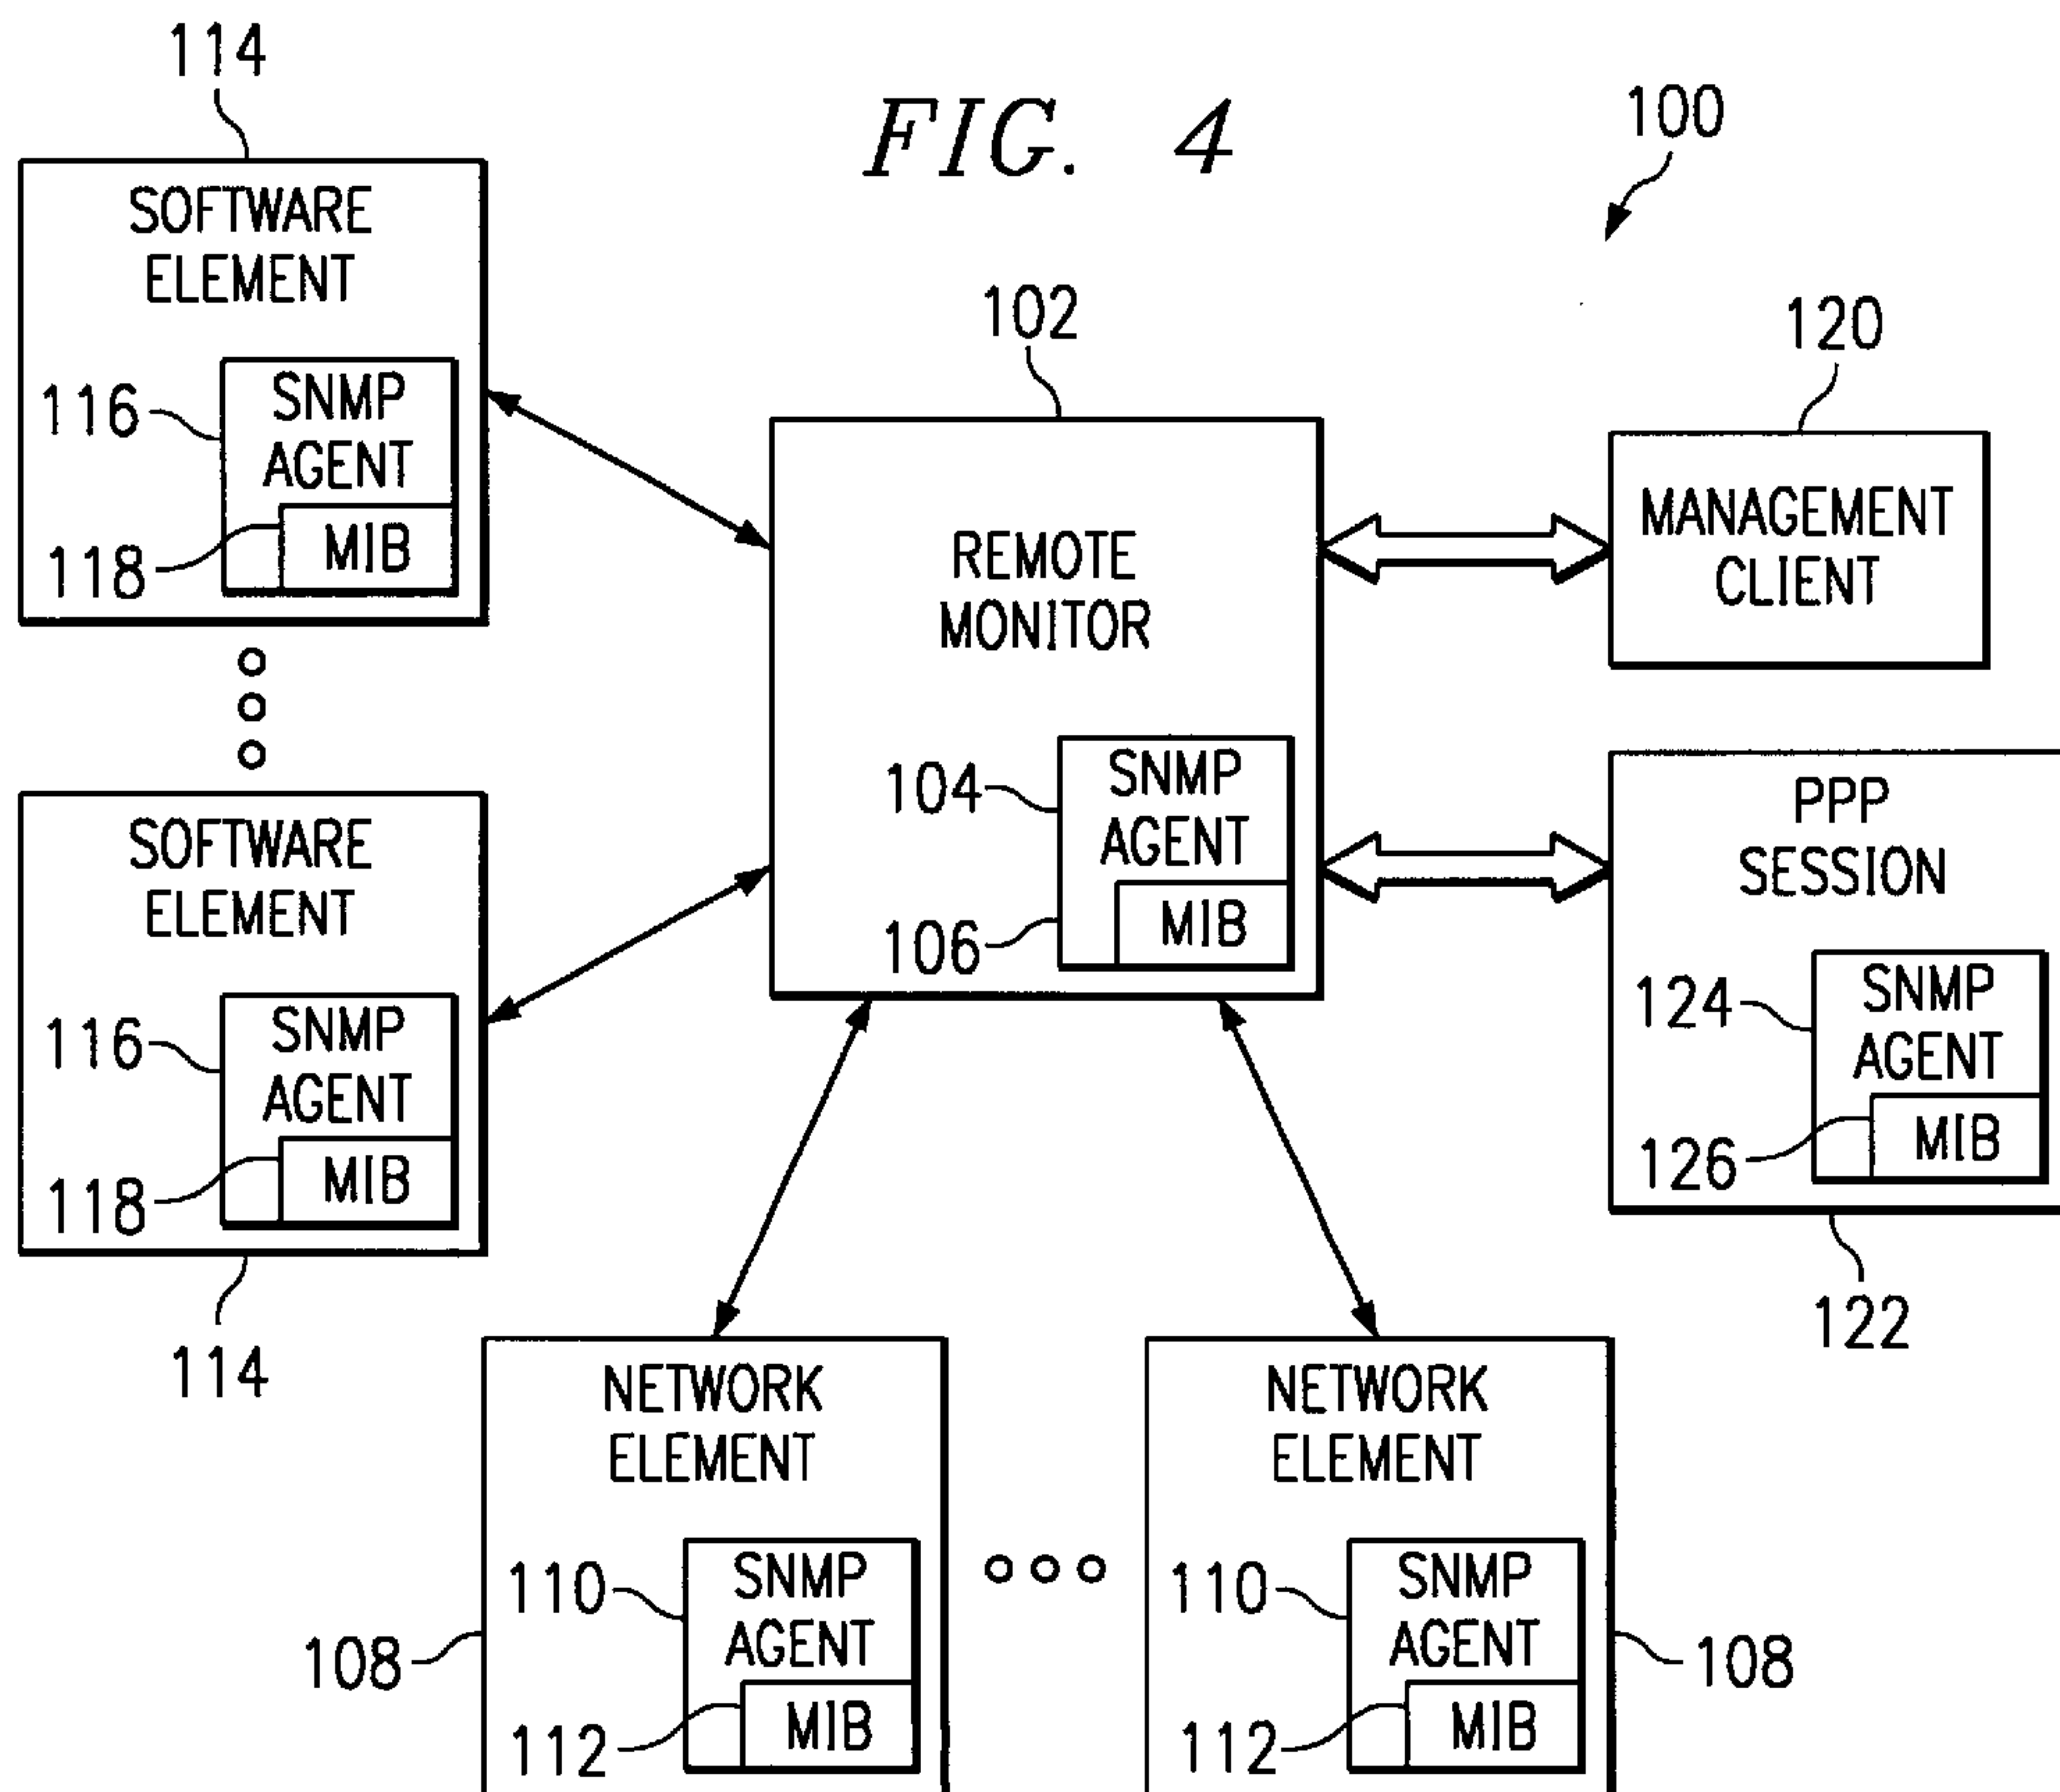 114
FIG. 4
100
SOFTWARE
ELEMENT
116
SNMP
AGENT
118
MIB
102
120
REMOTE
MONITOR
104
SNMP
AGENT
106
MIB
MANAGEMENT
CLIENT
SOFTWARE
ELEMENT
116
SNMP
AGENT
118
MIB
114
PPP
SESSION
124
SNMP
AGENT
126
MIB
122
NETWORK
ELEMENT
110
SNMP
AGENT
108
112
MIB
NETWORK
ELEMENT
110
SNMP
AGENT
108
112
MIB